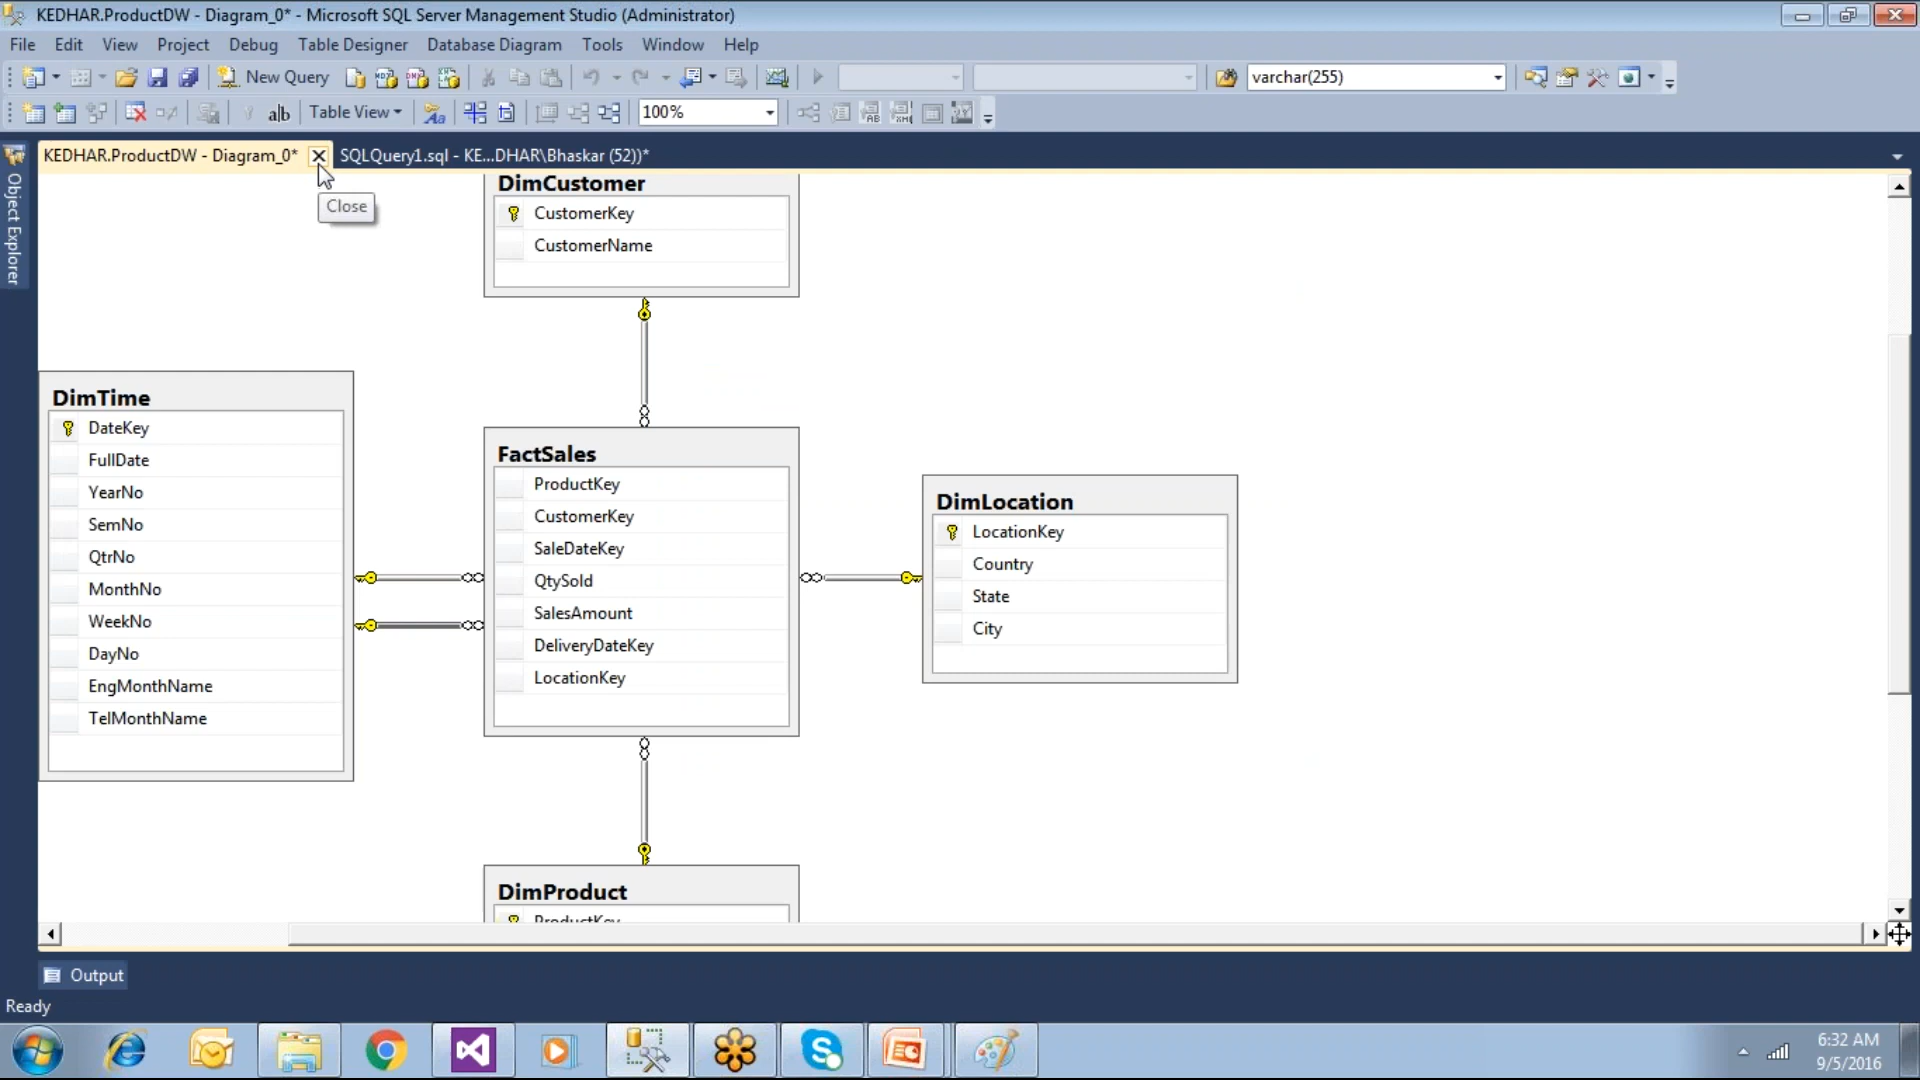 KEDHAR.ProductDW - Diagram_0* - Microsoft SQL Server Management Studio (Administrator)
File Edit View Project Debug Table Designer Database Diagram Tools Window Help
New Query varchar(255)
a|b Table View 100%
KEDHAR.ProductDW - Diagram_0* SQLQuery1.sql - KE...DHAR\Bhaskar (52))*
Close
Object Explorer
DimCustomer
CustomerKey
CustomerName
DimTime
DateKey
FullDate
YearNo
SemNo
QtrNo
MonthNo
WeekNo
DayNo
EngMonthName
TelMonthName
FactSales
ProductKey
CustomerKey
SaleDateKey
QtySold
SalesAmount
DeliveryDateKey
LocationKey
DimLocation
LocationKey
Country
State
City
DimProduct
ProductKey
Output
Ready
6:32 AM
9/5/2016